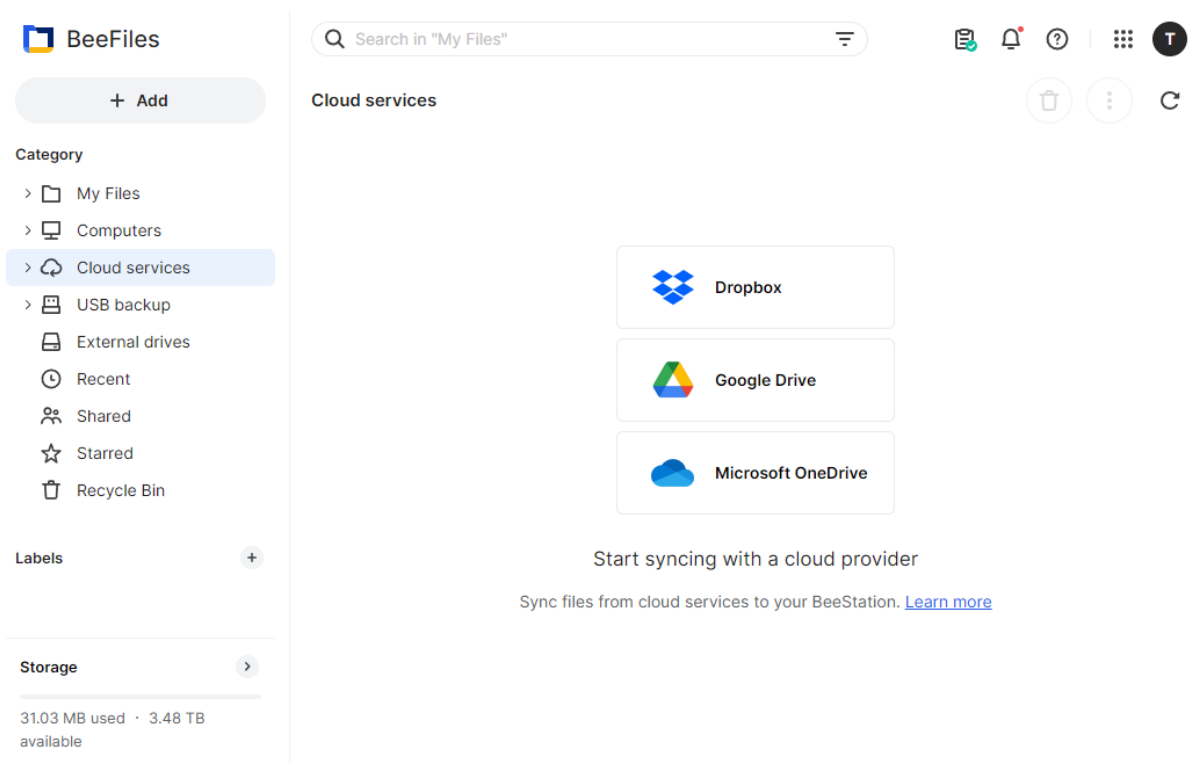 BeeFiles
Search in "My Files"
T
+ Add
Cloud services
Category
My Files
Computers
Cloud services
USB backup
External drives
Recent
Shared
Starred
Recycle Bin
Labels
Dropbox
Google Drive
Microsoft OneDrive
Start syncing with a cloud provider
Sync files from cloud services to your BeeStation. Learn more
Storage
31.03 MB used · 3.48 TB
available